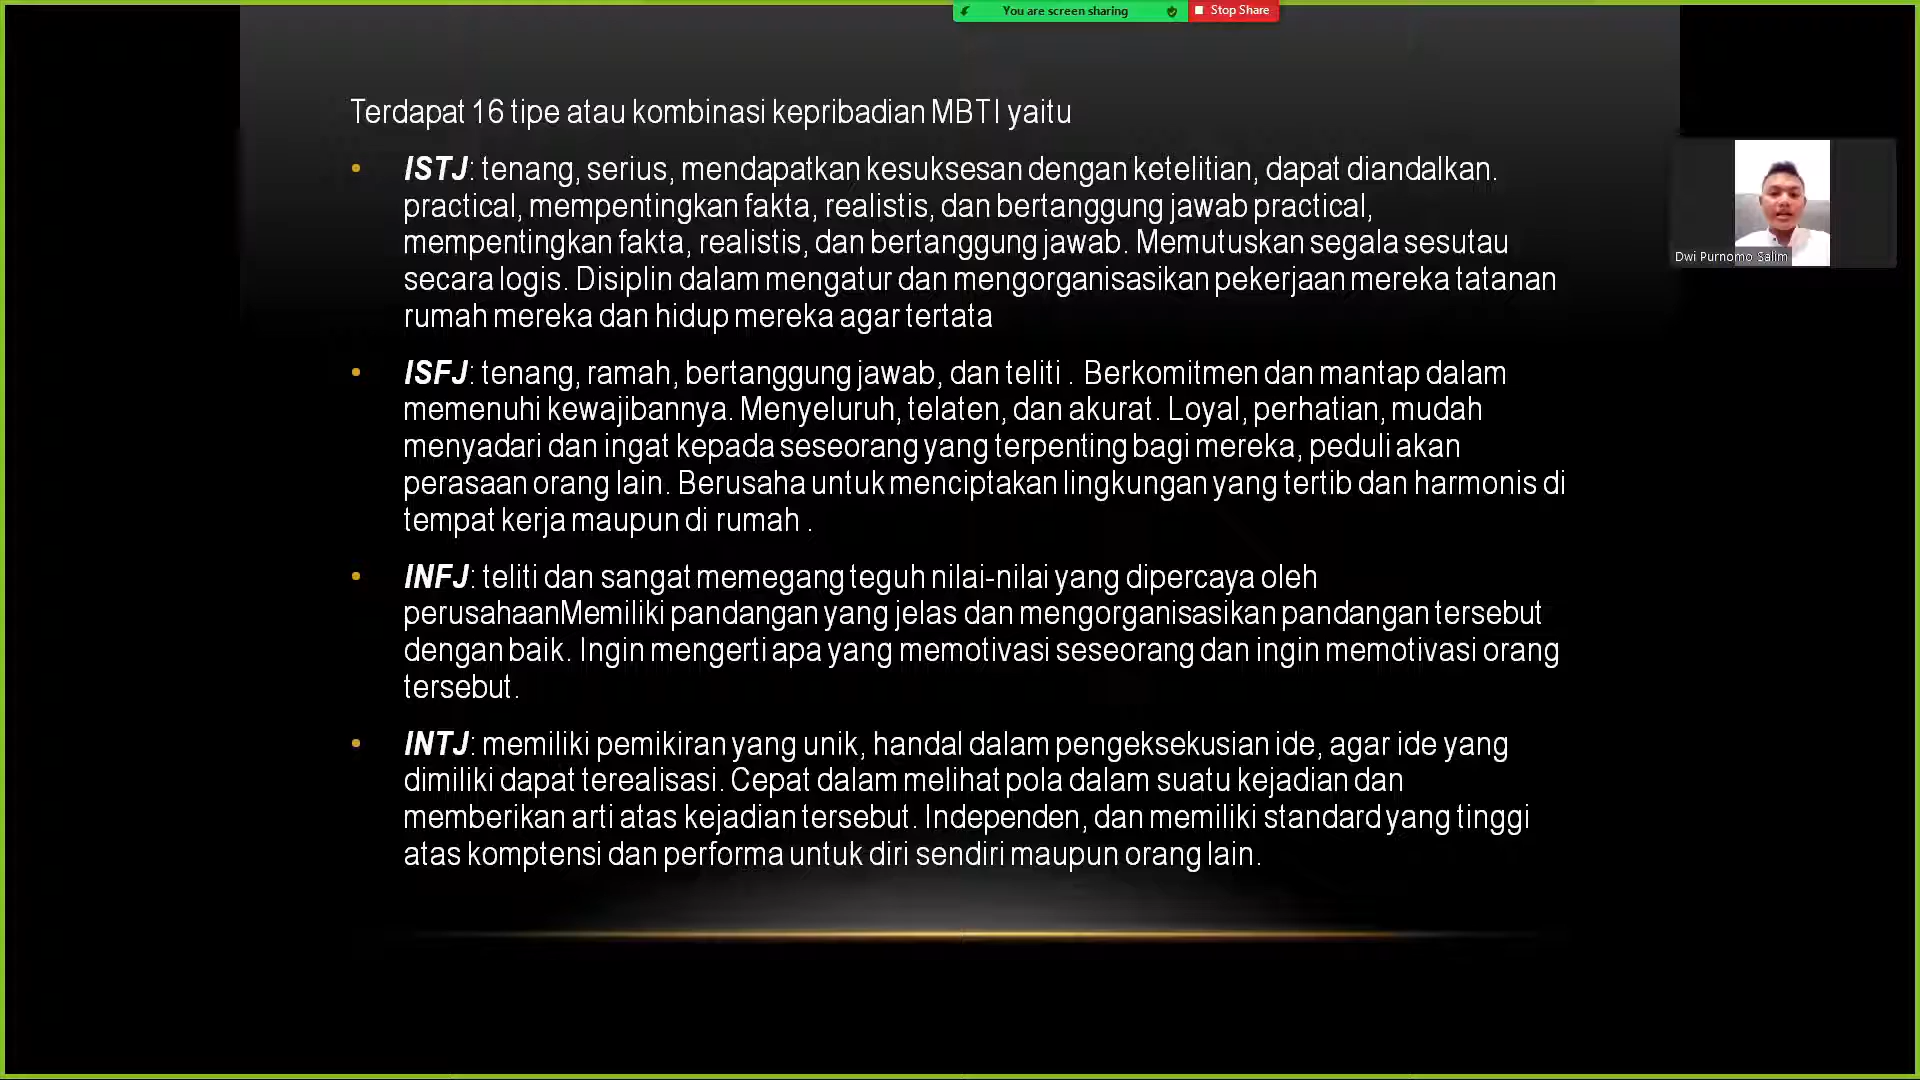 You are screen sharing
Stop Share
Terdapat 16 tipe atau kombinasi kepribadian MBTI yaitu
• ISTJ: tenang, serius, mendapatkan kesuksesan dengan ketelitian, dapat diandalkan.
practical, mempentingkan fakta, realistis, dan bertanggung jawab practical,
mempentingkan fakta, realistis, dan bertanggung jawab. Memutuskan segala sesutau
secara logis. Disiplin dalam mengatur dan mengorganisasikan pekerjaan mereka tatanan
rumah mereka dan hidup mereka agar tertata
• ISFJ: tenang, ramah, bertanggung jawab, dan teliti . Berkomitmen dan mantap dalam
memenuhi kewajibannya. Menyeluruh, telaten, dan akurat. Loyal, perhatian, mudah
menyadari dan ingat kepada seseorang yang terpenting bagi mereka, peduli akan
perasaan orang lain. Berusaha untuk menciptakan lingkungan yang tertib dan harmonis di
tempat kerja maupun di rumah .
• INFJ: teliti dan sangat memegang teguh nilai-nilai yang dipercaya oleh
perusahaanMemiliki pandangan yang jelas dan mengorganisasikan pandangan tersebut
dengan baik. Ingin mengerti apa yang memotivasi seseorang dan ingin memotivasi orang
tersebut.
• INTJ: memiliki pemikiran yang unik, handal dalam pengeksekusian ide, agar ide yang
dimiliki dapat terealisasi. Cepat dalam melihat pola dalam suatu kejadian dan
memberikan arti atas kejadian tersebut. Independen, dan memiliki standard yang tinggi
atas komptensi dan performa untuk diri sendiri maupun orang lain.
Dwi Purnomo Salim